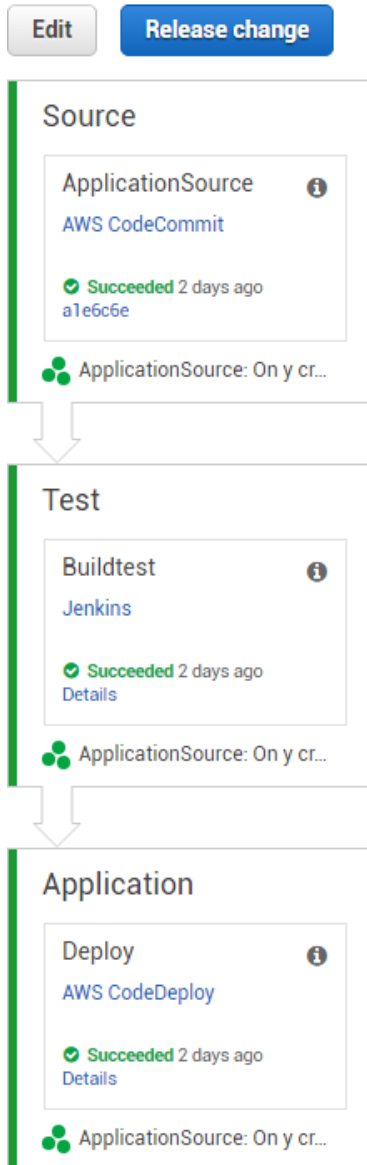 Edit
Release change
Source
ApplicationSource
AWS CodeCommit
Succeeded 2 days ago
a1e6c6e
ApplicationSource: On y cr...
Test
Buildtest
Jenkins
Succeeded 2 days ago
Details
ApplicationSource: On y cr...
Application
Deploy
AWS CodeDeploy
Succeeded 2 days ago
Details
ApplicationSource: On y cr...